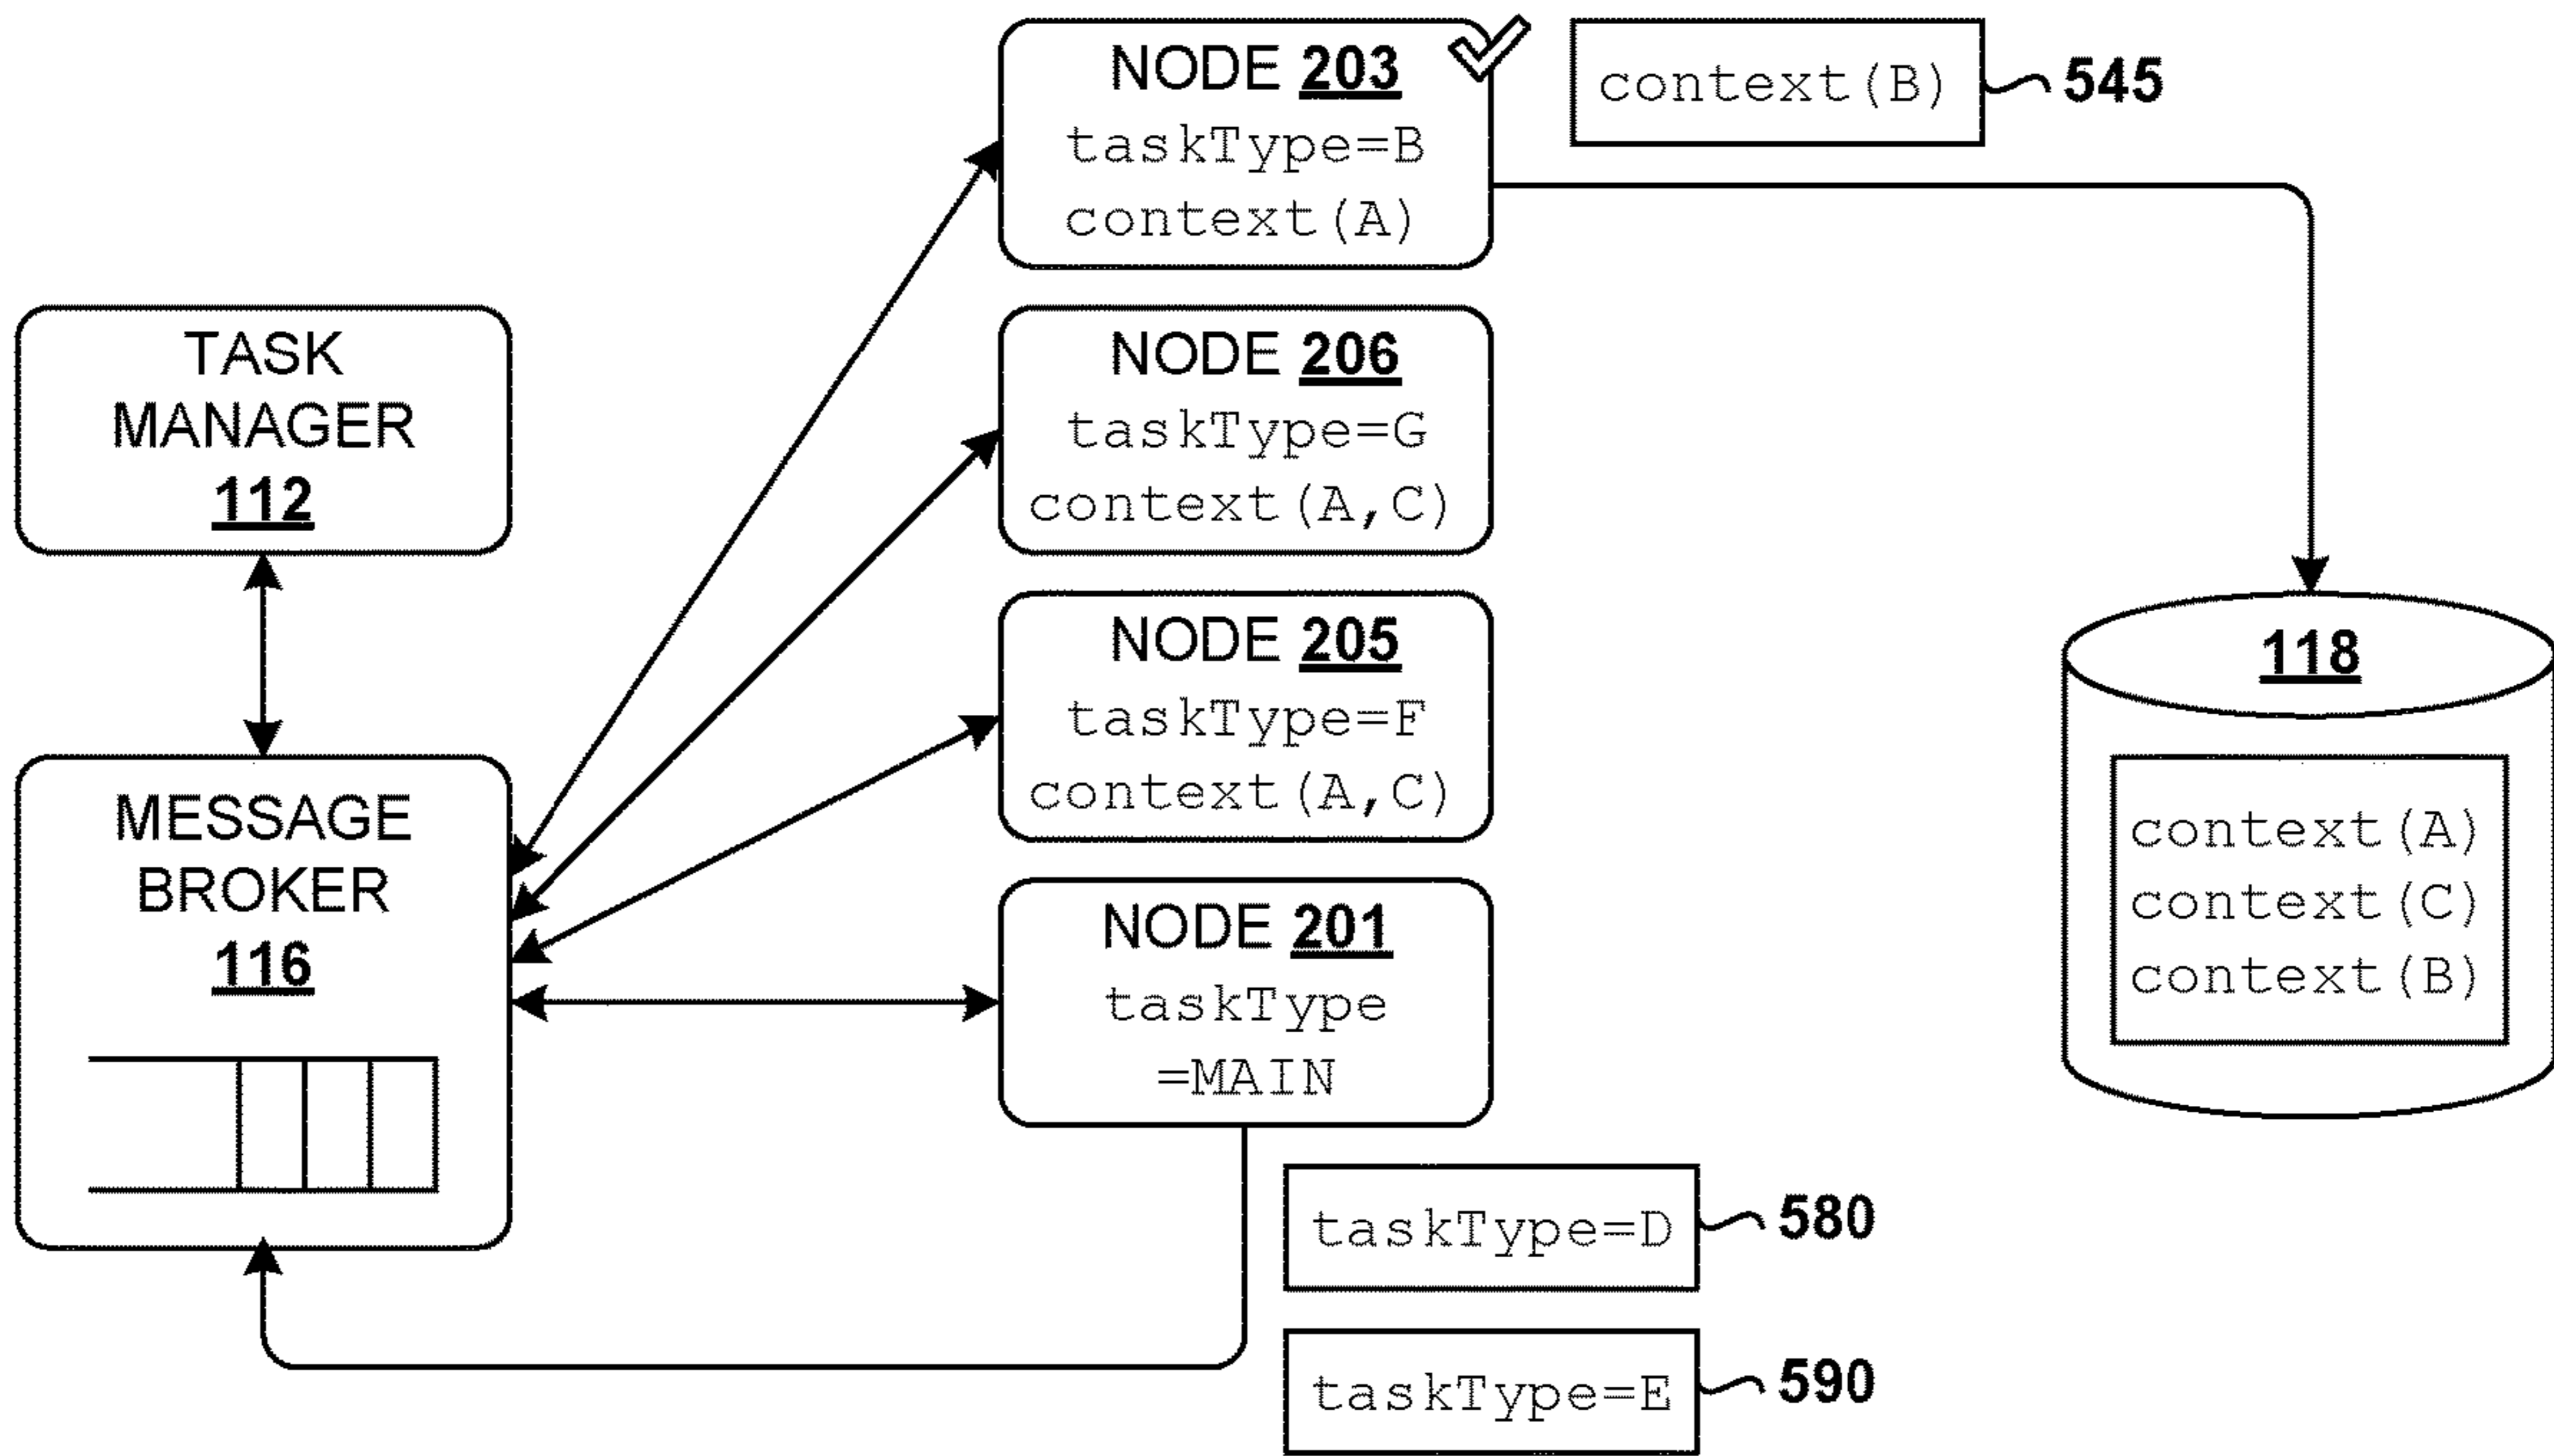 NODE 203
taskType=B
context(A)
context(B)
545
TASK
MANAGER
112
NODE 206
taskType=G
context(A,C)
NODE 205
taskType=F
context(A,C)
118
context(A)
context(C)
context(B)
MESSAGE
BROKER
116
NODE 201
taskType
=MAIN
taskType=D
580
taskType=E
590